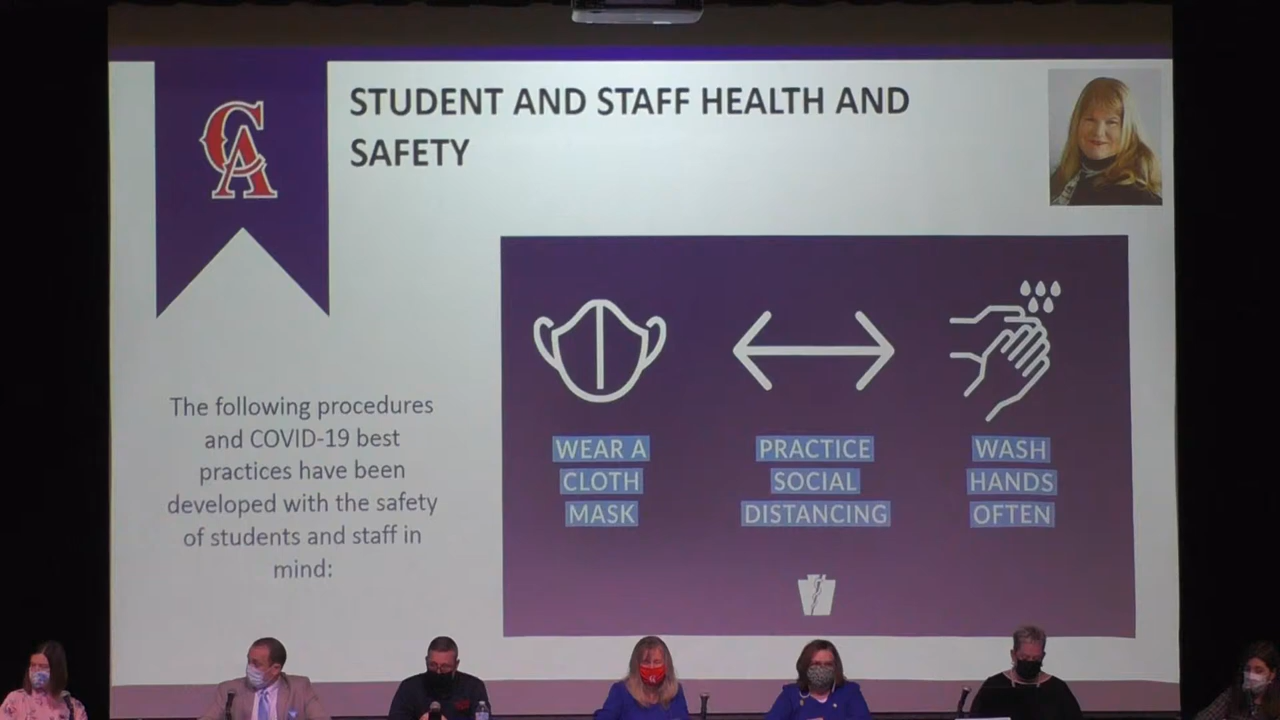 CA
STUDENT AND STAFF HEALTH AND
SAFETY
The following procedures
and COVID-19 best
practices have been
developed with the safety
of students and staff in
mind:
WEAR A
CLOTH
MASK
PRACTICE
SOCIAL
DISTANCING
WASH
HANDS
OFTEN